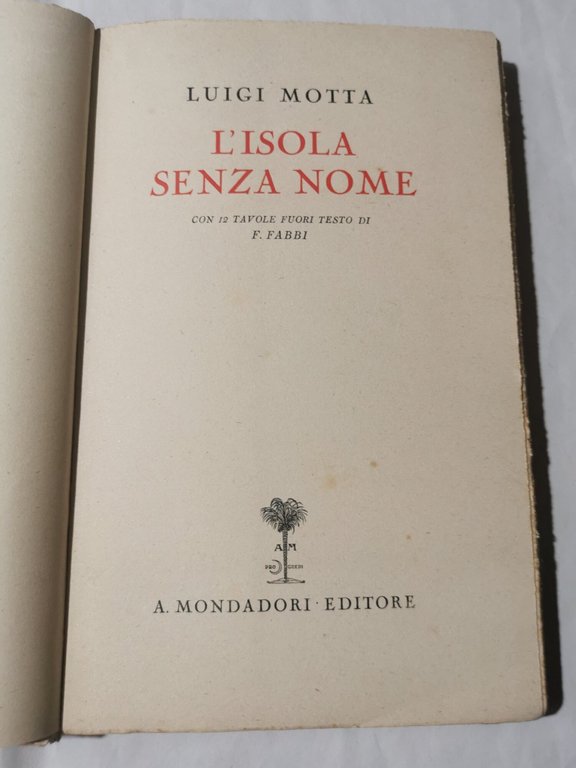 LUIGI MOTTA
L'ISOLA
SENZA NOME
CON 12 TAVOLE FUORI TESTO DI
F. FABBI
A M
A. MONDADORI · EDITORE